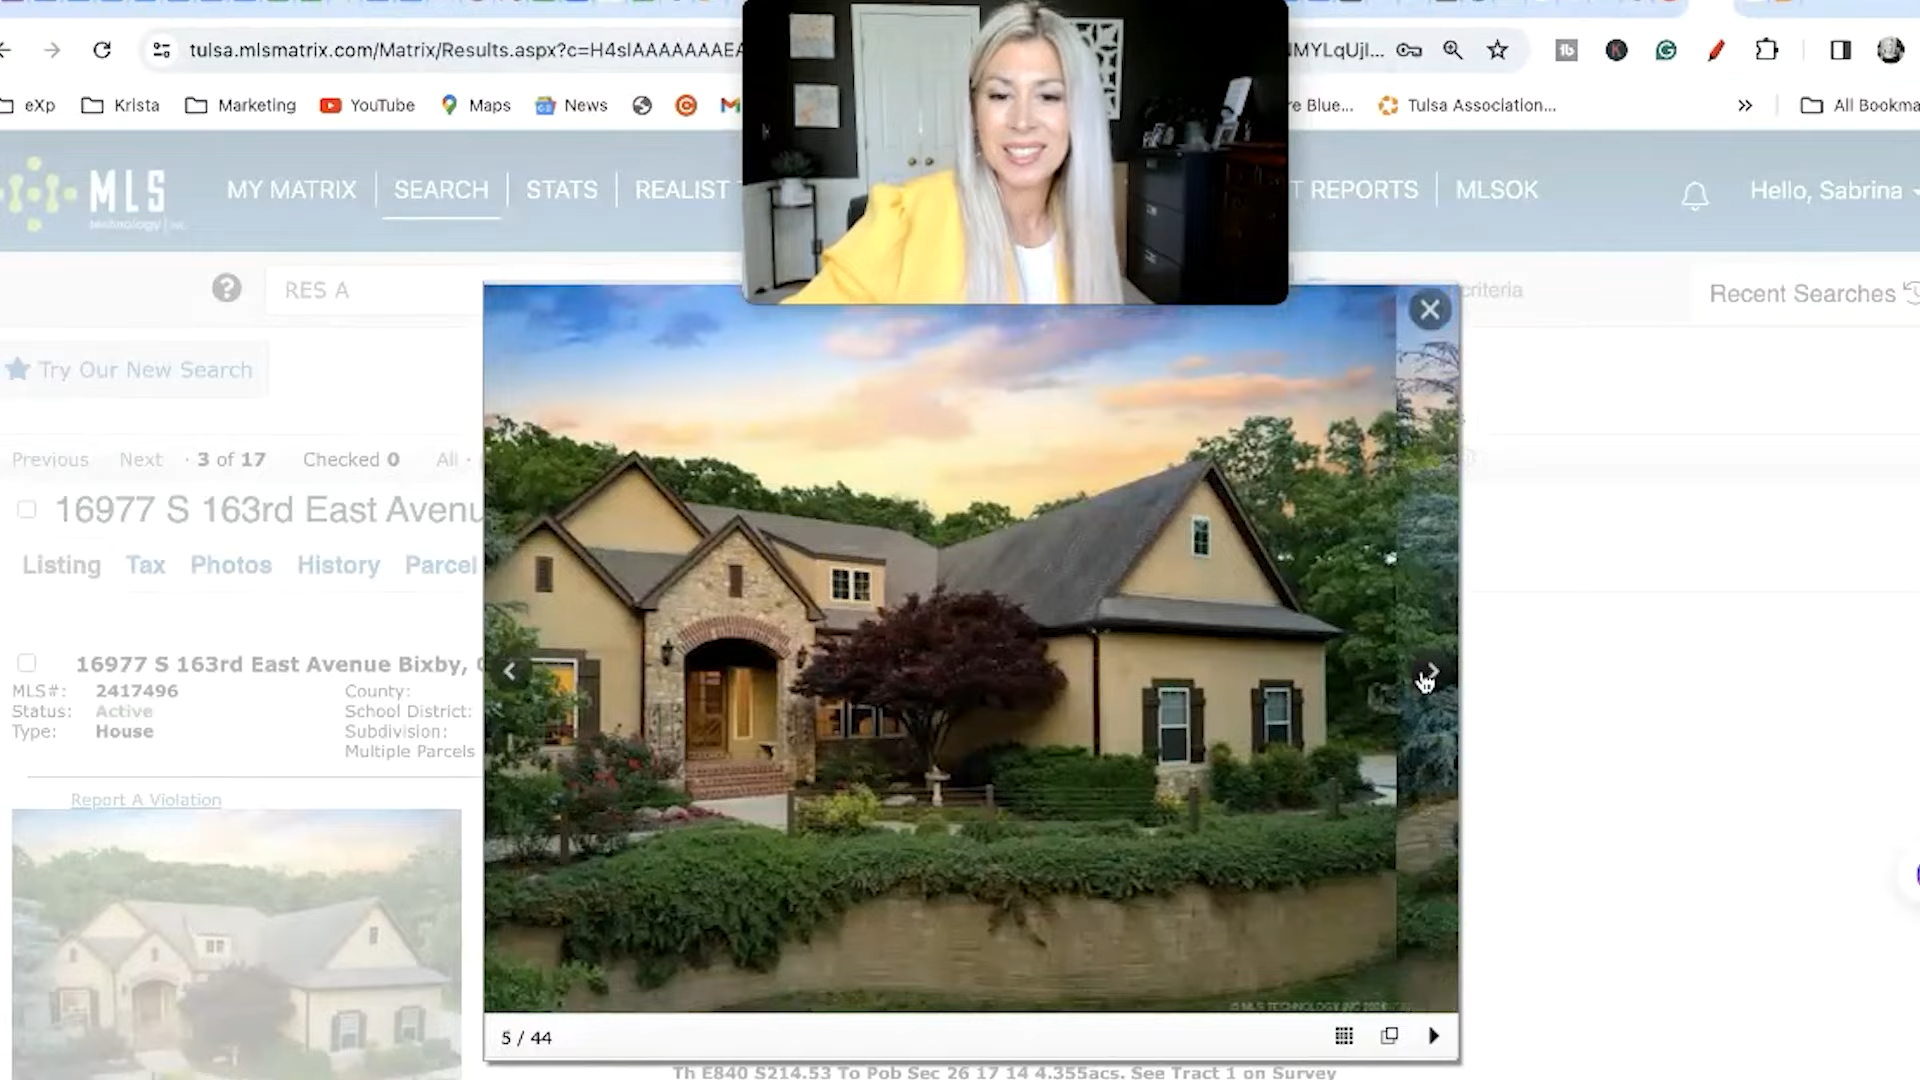 tulsa.mlsmatrix.com/Matrix/Results.aspx?c=H4sIAAAAAAAEA
MYLqUjI...
eXp Krista Marketing YouTube Maps News re Blue... Tulsa Association... All Bookma
MLS
MY MATRIX SEARCH STATS REALIST T REPORTS MLSOK Hello, Sabrina
RES A criteria Recent Searches
Try Our New Search
Previous Next · 3 of 17 Checked 0 All ·
16977 S 163rd East Avenu
Listing Tax Photos History Parcel
16977 S 163rd East Avenue Bixby,
MLS#: 2417496 County:
Status: Active School District:
Type: House Subdivision:
Multiple Parcels
Report A Violation
5 / 44
Th E840 S214.53 To Pob Sec 26 17 14 4.355acs. See Tract 1 on Survey